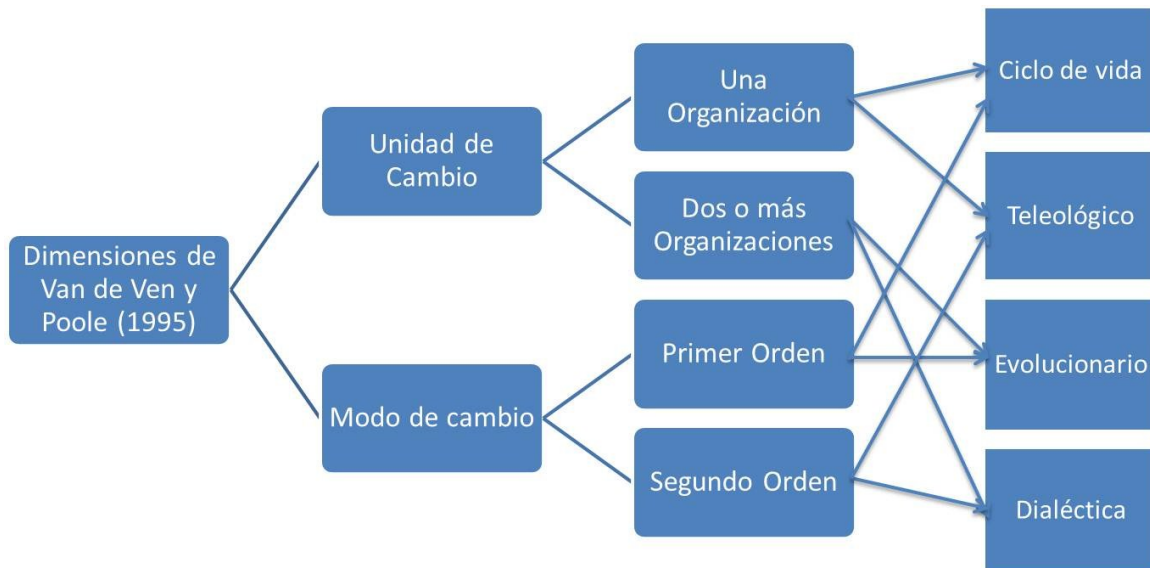 Dimensiones de
Van de Ven y
Poole (1995)
Unidad de
Cambio
Modo de cambio
Una
Organización
Dos o más
Organizaciones
Primer Orden
Segundo Orden
Ciclo de vida
Teleológico
Evolucionario
Dialéctica